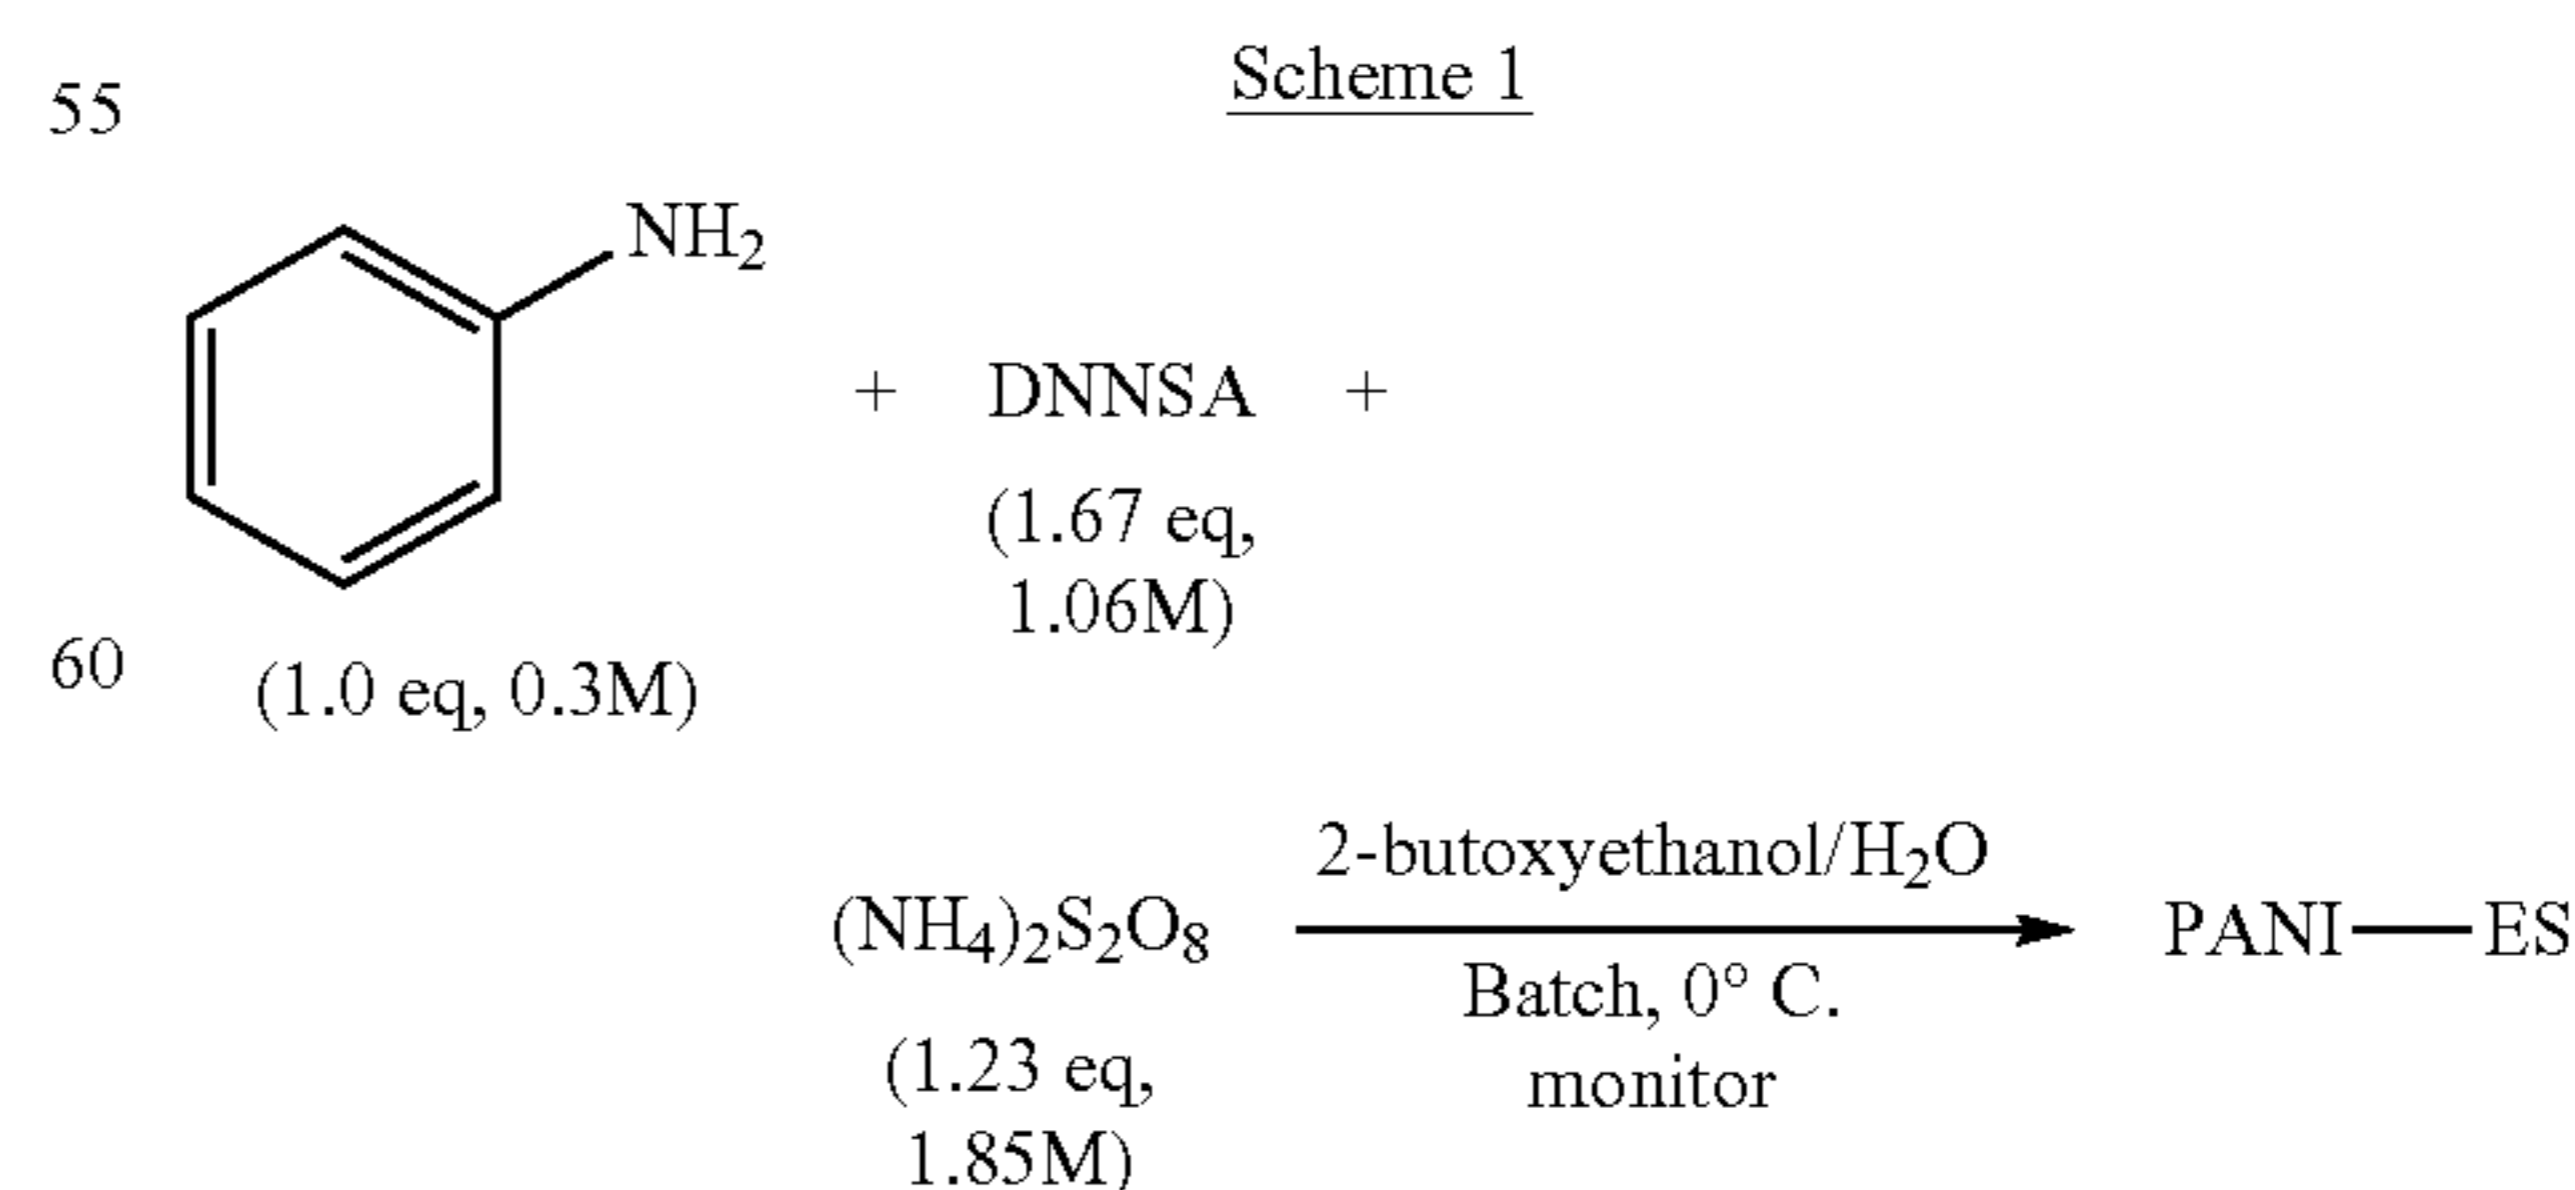 Scheme 1
55
NH₂
+ DNNSA +
(1.67 eq,
1.06M)
60
(1.0 eq, 0.3M)
2-butoxyethanol/H₂O
(NH₄)₂S₂O₈
PANI—ES
Batch, 0° C.
monitor
(1.23 eq,
1.85M)